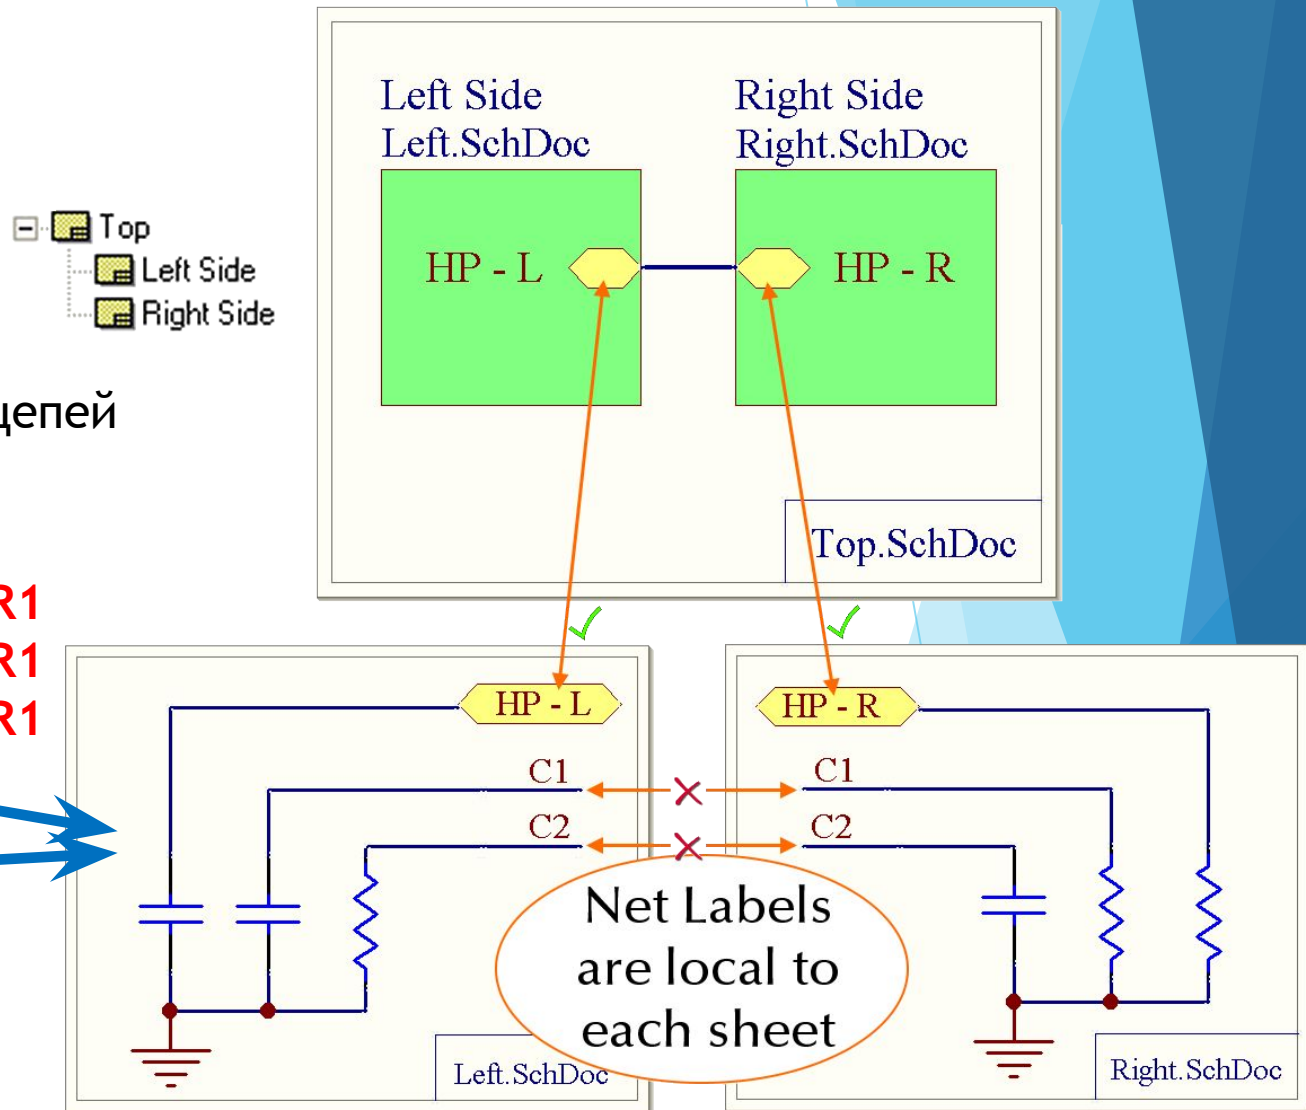 Left Side
Left.SchDoc
Right Side
Right.SchDoc
HP - L
HP - R
Top.SchDoc
Top
Left Side
Right Side
цепей
R1
R1
R1
HP - L
C1
C2
Left.SchDoc
HP - R
C1
C2
Right.SchDoc
Net Labels
are local to
each sheet